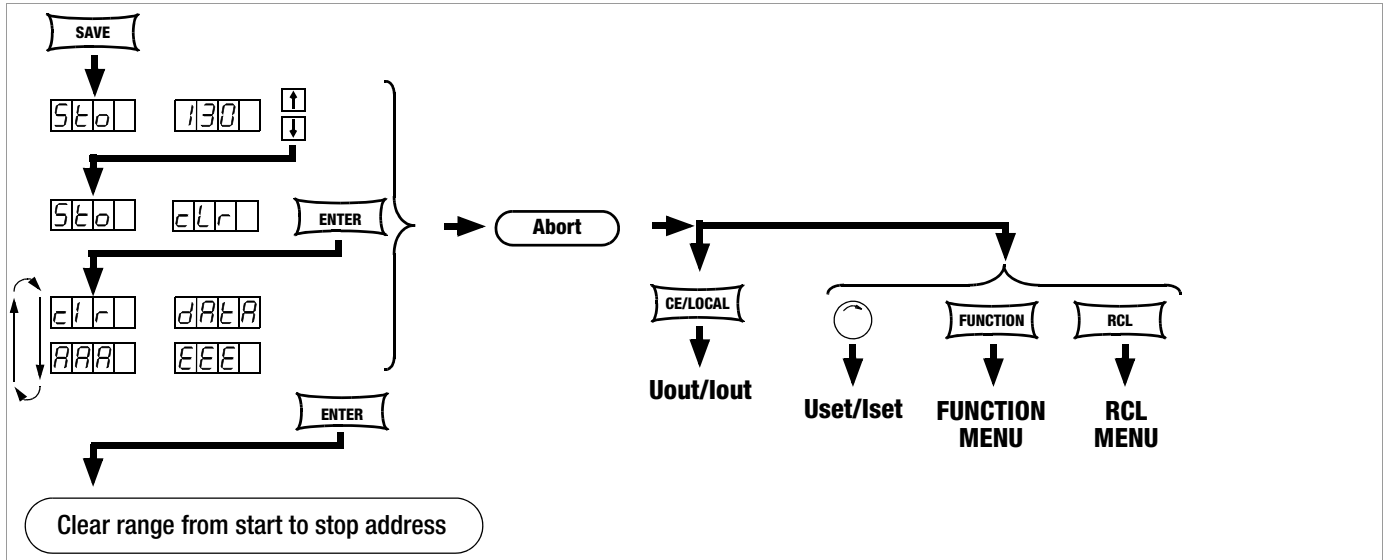 SAVE
Sto 130
Sto cLr ENTER
Abort
clr dAtA
AAA EEE
CE/LOCAL
FUNCTION RCL
Uout/Iout
Uset/Iset FUNCTION MENU RCL MENU
ENTER
Clear range from start to stop address